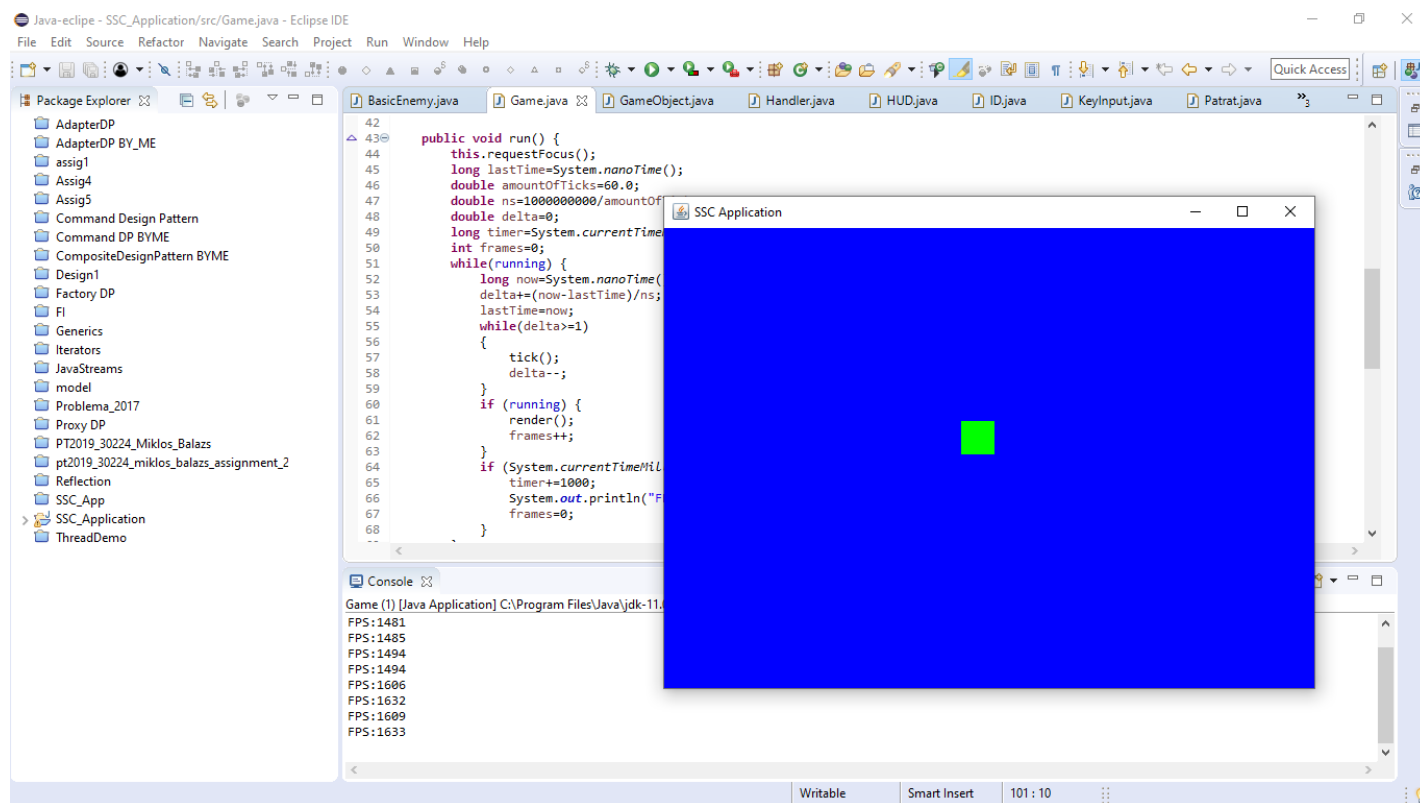 Java-eclipe - SSC_Application/src/Game.java - Eclipse IDE
File Edit Source Refactor Navigate Search Project Run Window Help
Quick Access
Package Explorer
AdapterDP
AdapterDP BY_ME
assig1
Assig4
Assig5
Command Design Pattern
Command DP BYME
CompositeDesignPattern BYME
Design1
Factory DP
FI
Generics
Iterators
JavaStreams
model
Problema_2017
Proxy DP
PT2019_30224_Miklos_Balazs
pt2019_30224_miklos_balazs_assignment_2
Reflection
SSC_App
SSC_Application
ThreadDemo
BasicEnemy.java Game.java GameObject.java Handler.java HUD.java ID.java KeyInput.java Patrat.java »3
42
43 public void run() {
44 this.requestFocus();
45 long lastTime=System.nanoTime();
46 double amountOfTicks=60.0;
47 double ns=1000000000/amountOf
48 double delta=0;
49 long timer=System.currentTime
50 int frames=0;
51 while(running) {
52 long now=System.nanoTime(
53 delta+=(now-lastTime)/ns;
54 lastTime=now;
55 while(delta>=1)
56 {
57 tick();
58 delta--;
59 }
60 if (running) {
61 render();
62 frames++;
63 }
64 if (System.currentTimeMil
65 timer+=1000;
66 System.out.println("F
67 frames=0;
68 }
SSC Application
Console
Game (1) [Java Application] C:\Program Files\Java\jdk-11.
FPS:1481
FPS:1485
FPS:1494
FPS:1494
FPS:1606
FPS:1632
FPS:1609
FPS:1633
Writable Smart Insert 101 : 10